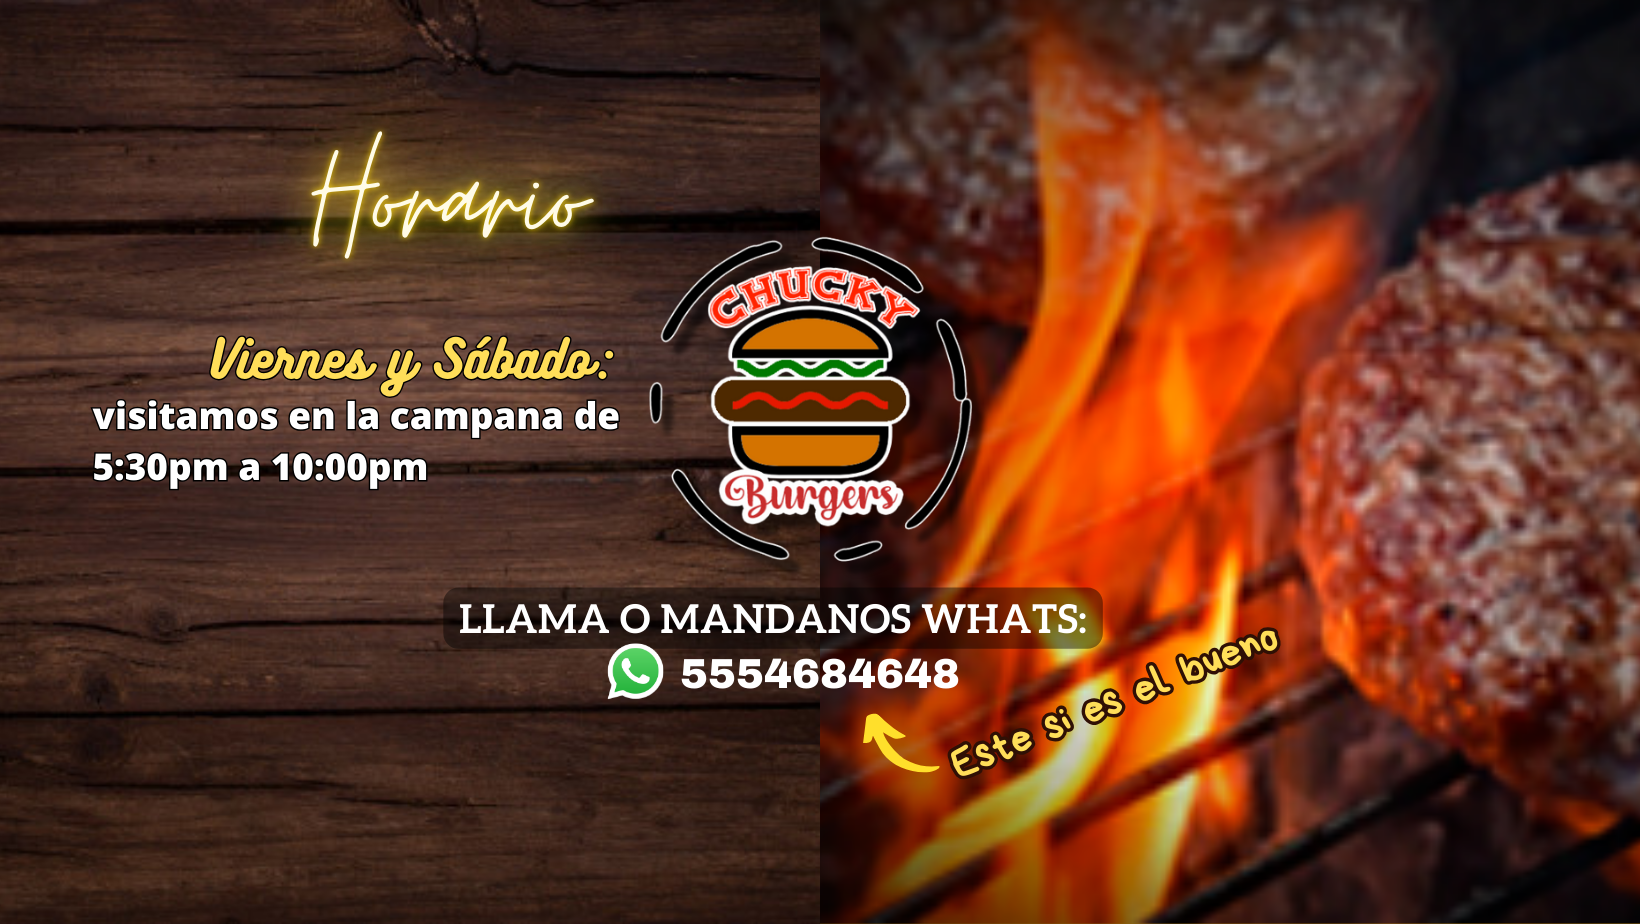 Horario
Viernes y Sábado:
visitamos en la campana de
5:30pm a 10:00pm
CHUCKY
Burgers
LLAMA O MANDANOS WHATS:
5554684648
Este si es el bueno